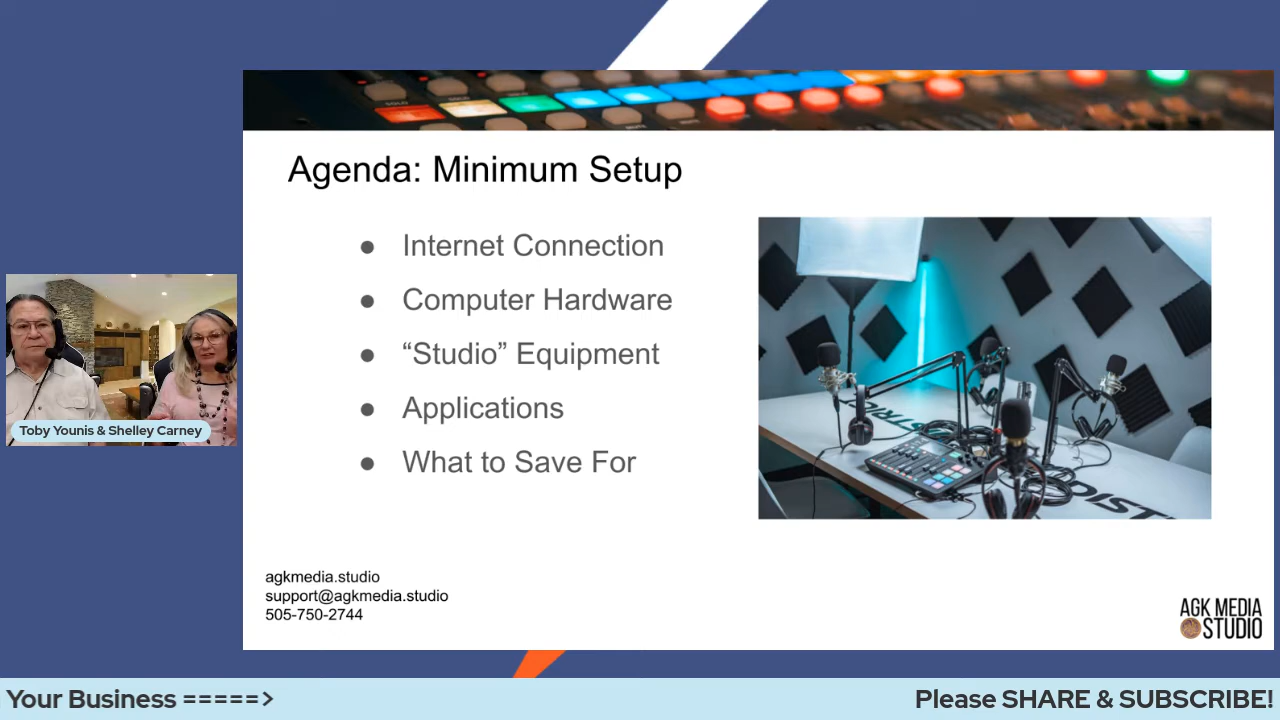 Agenda: Minimum Setup
● Internet Connection
● Computer Hardware
● “Studio” Equipment
● Applications
● What to Save For
Toby Younis & Shelley Carney
agkmedia.studio
support@agkmedia.studio
505-750-2744
AGK MEDIA
STUDIO
Your Business =====>
Please SHARE & SUBSCRIBE!